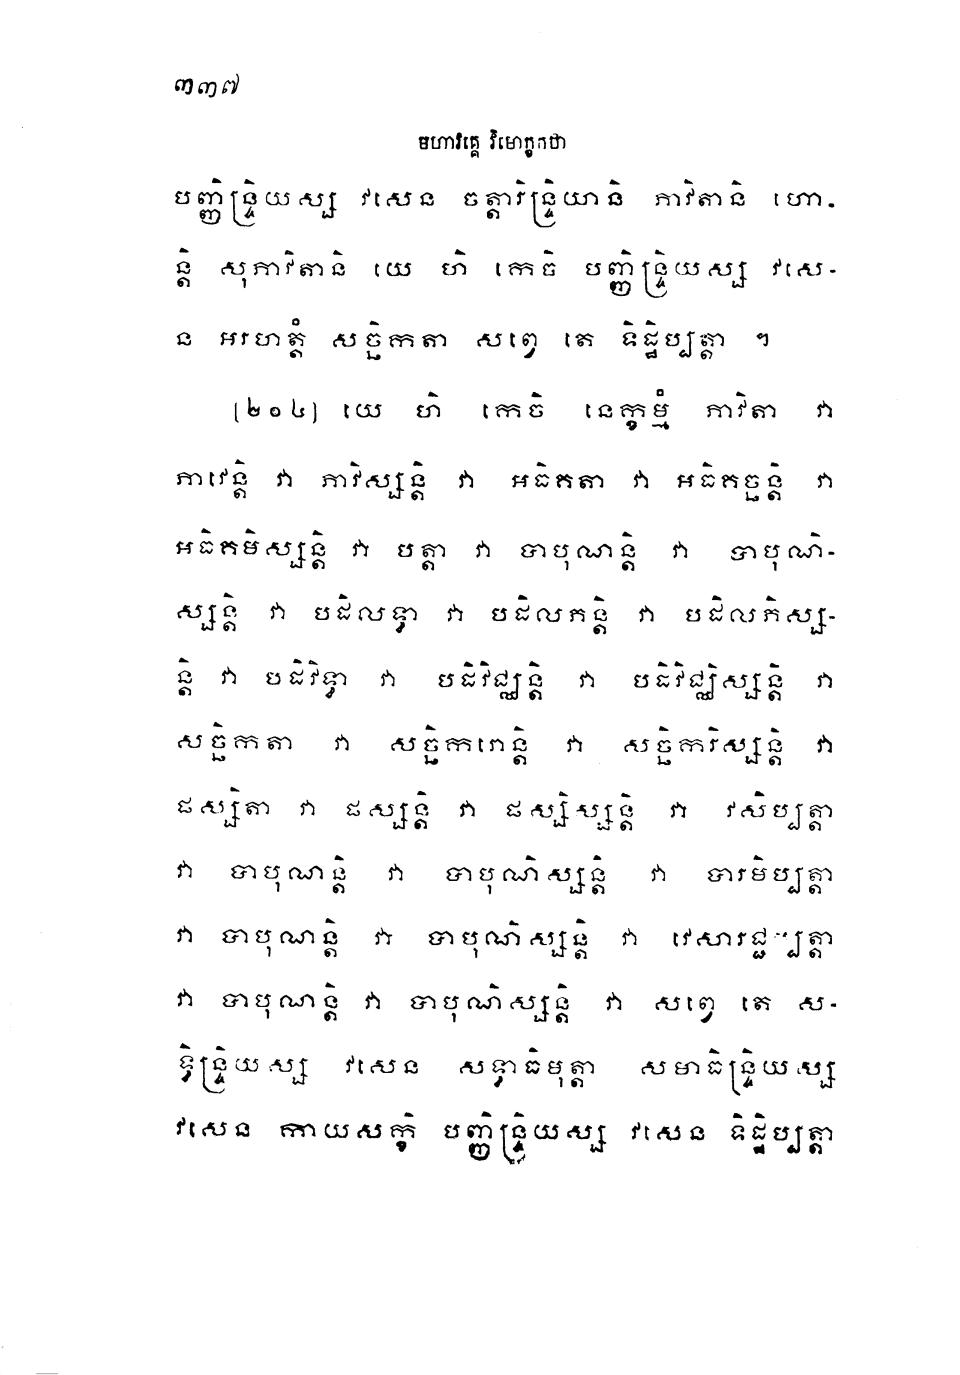 ៣៣៧
មហាវគ្គេ វិមោក្ខកថា
បញ្ញិន្ទ្រិយស្ស វសេន ចត្តារិន្ទ្រិយានិ ភាវិតានិ ហោ-
ន្តិ សុភាវិតានិ យេ ហិ កេចិ បញ្ញិន្ទ្រិយស្ស វសេ-
ន អរហត្តំ សច្ឆិកតា សព្វេ តេ ទិដ្ឋិប្បត្តា ។
[២០៤] យេ ហិ កេចិ នេក្ខម្មំ ភាវិតា វា
ភាវេន្តិ វា ភាវិស្សន្តិ វា អធិគតា វា អធិគច្ឆន្តិ វា
អធិគមិស្សន្តិ វា បត្តា វា បាបុណន្តិ វា បាបុណិ-
ស្សន្តិ វា បដិលទ្ធា វា បដិលភន្តិ វា បដិលភិស្ស-
ន្តិ វា បដិវិទ្ធា វា បដិវិជ្ឈន្តិ វា បដិវិជ្ឈិស្សន្តិ វា
សច្ឆិកតា វា សច្ឆិករោន្តិ វា សច្ឆិករិស្សន្តិ វា
ផស្សិតា វា ផស្សន្តិ វា ផស្សិស្សន្តិ វា វសិប្បត្តា
វា បាបុណន្តិ វា បាបុណិស្សន្តិ វា បារមិប្បត្តា
វា បាបុណន្តិ វា បាបុណិស្សន្តិ វា វេសារជ្ជប្បត្តា
វា បាបុណន្តិ វា បាបុណិស្សន្តិ វា សព្វេ តេ ស-
ទ្ធិន្ទ្រិយស្ស វសេន សទ្ធាធិមុត្តា សមាធិន្ទ្រិយស្ស
វសេន កាយសក្ខិ បញ្ញិន្ទ្រិយស្ស វសេន ទិដ្ឋិប្បត្តា